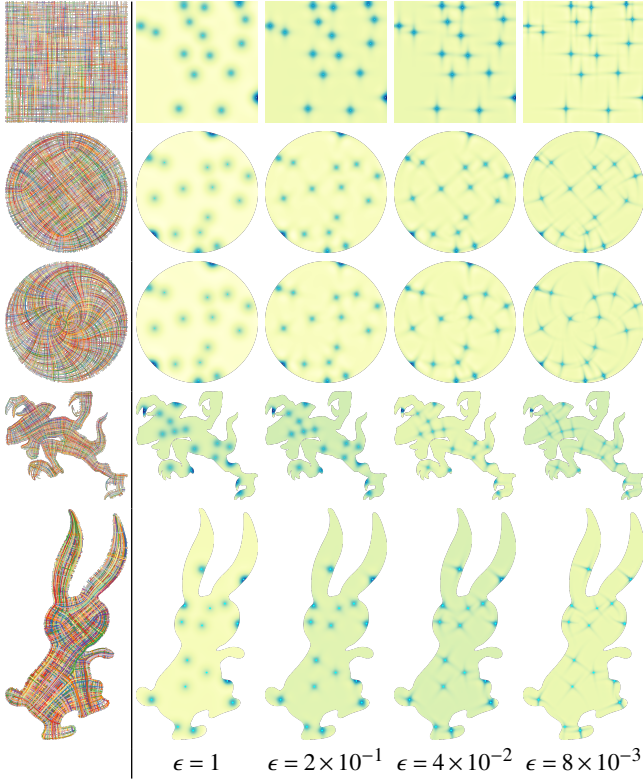 ϵ = 1 ϵ = 2 × 10⁻¹ ϵ = 4 × 10⁻² ϵ = 8 × 10⁻³